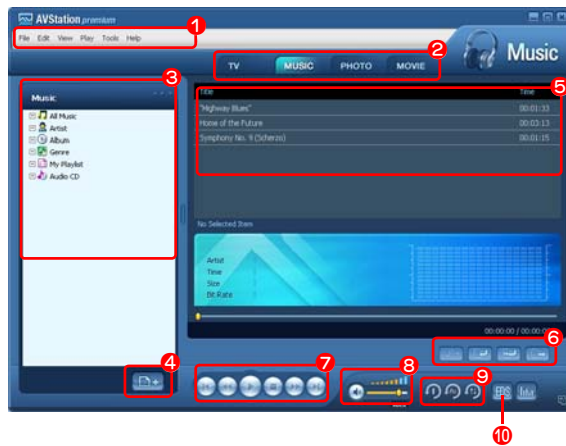 AVStation premium
1
File Edit View Play Tools Help
2
Music
TV MUSIC PHOTO MOVIE
3
Music
All Music
Artist
Album
Genre
My Playlist
Audio CD
5
Title Time
"Highway Blues" 00:01:33
Home of the Future 00:03:13
Symphony No. 9 (Scherzo) 00:01:15
No Selected Item
Artist
Time
Size
Bit Rate
00:00:00 / 00:00:
6
4
7
8
9
EDS
10